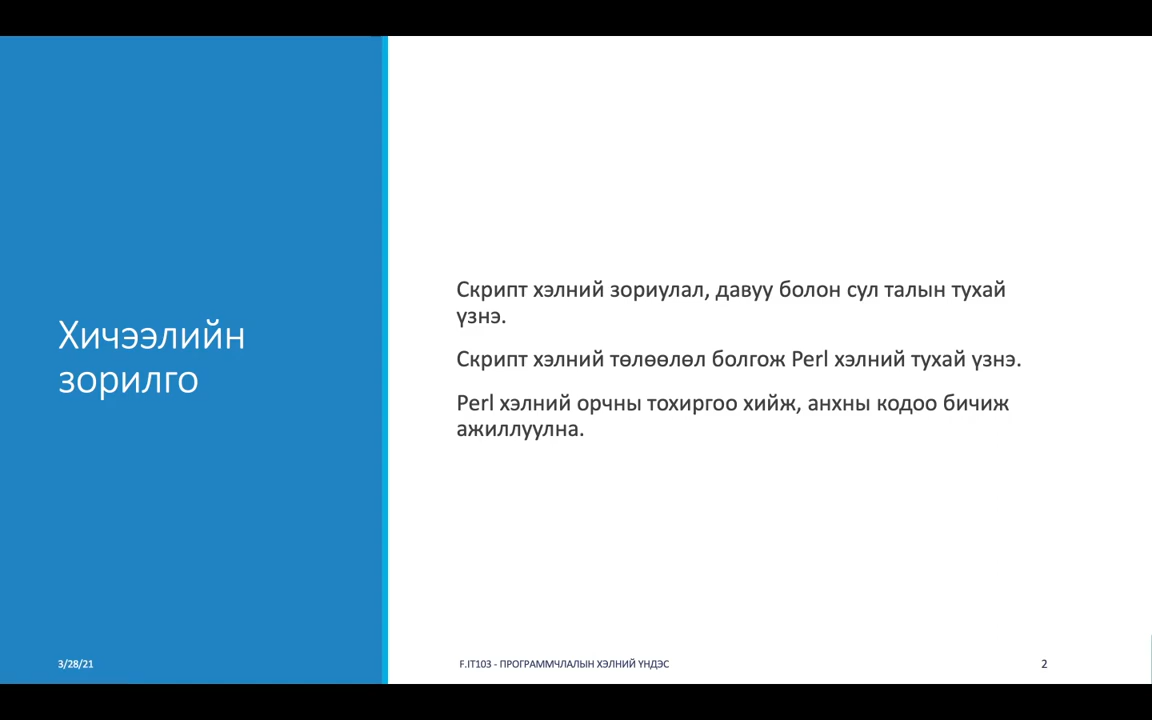 Хичээлийн
зорилго
Скрипт хэлний зориулал, давуу болон сул талын тухай
үзнэ.
Скрипт хэлний төлөөлөл болгож Perl хэлний тухай үзнэ.
Perl хэлний орчны тохиргоо хийж, анхны кодоо бичиж
ажиллуулна.
3/28/21
F.IT103 - ПРОГРАММЧЛАЛЫН ХЭЛНИЙ ҮНДЭС
2